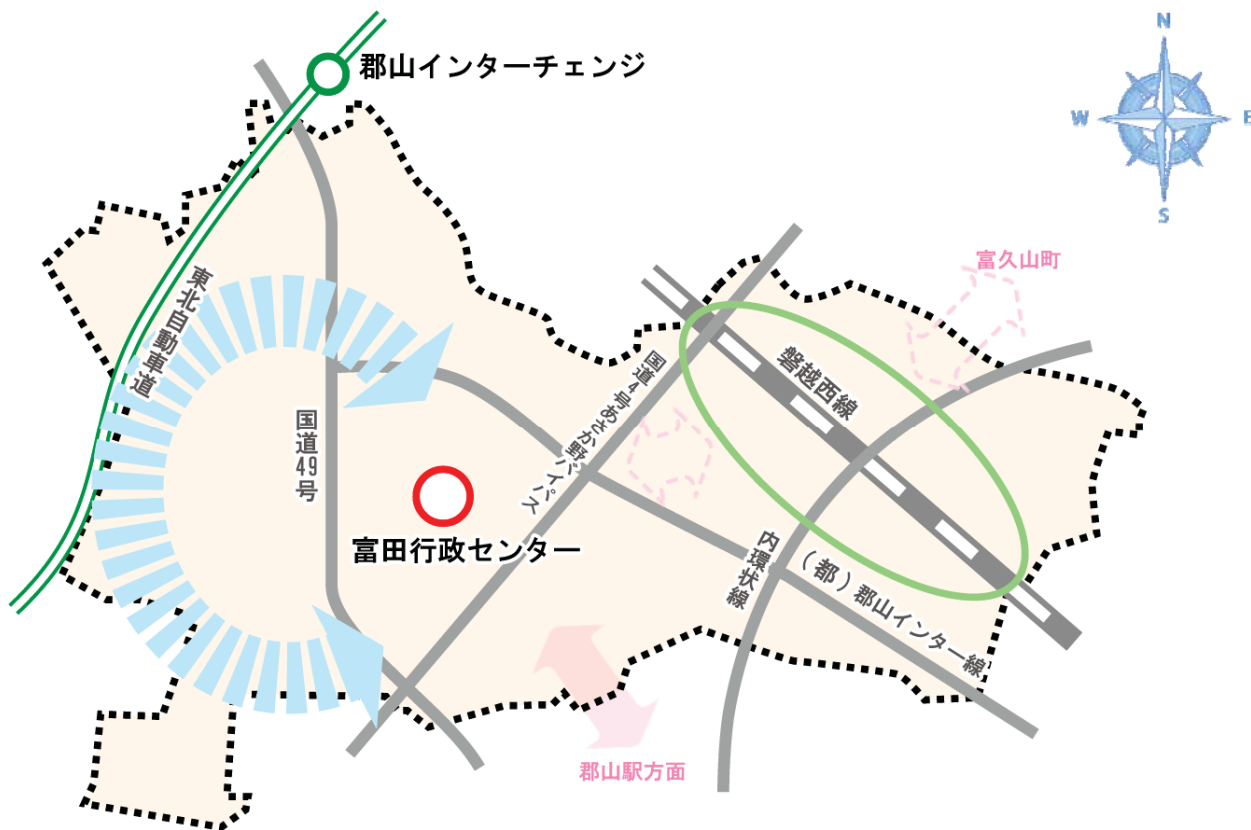 郡山インターチェンジ
N
W
E
S
富久山町
東北自動車道
国道4号あさか野バイパス
磐越西線
国道49号
富田行政センター
内環状線
(都)郡山インター線
郡山駅方面